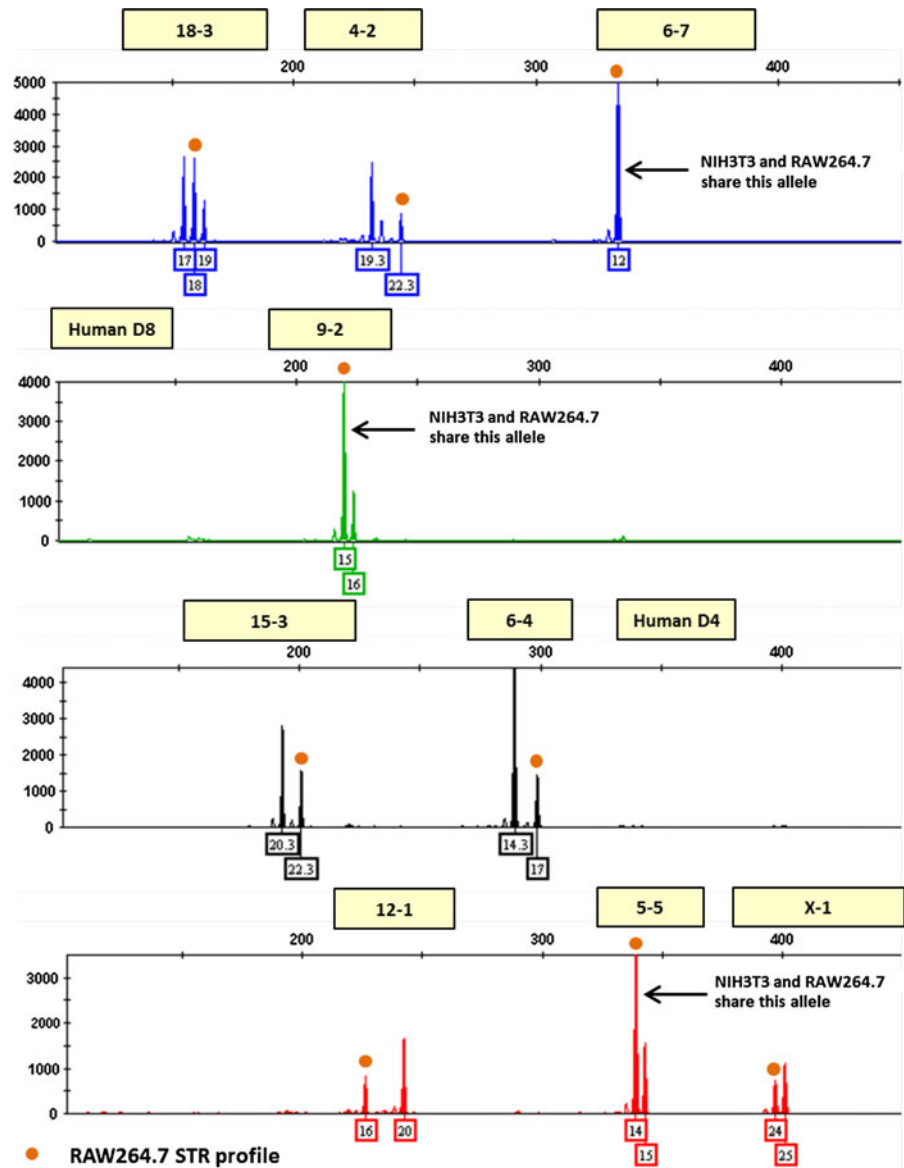 18-3 4-2 6-7
200 300 400
5000
4000
3000
2000
1000
0
NIH3T3 and RAW264.7
share this allele
17 19 19.3 22.3 12
18
Human D8 9-2
200 300 400
4000
3000
2000
1000
0
NIH3T3 and RAW264.7
share this allele
15
16
15-3 6-4 Human D4
200 300 400
4000
3000
2000
1000
0
20.3 14.3
22.3 17
12-1 5-5 X-1
200 300 400
3000
2000
1000
0
NIH3T3 and RAW264.7
share this allele
16 20 14 24
15 25
RAW264.7 STR profile